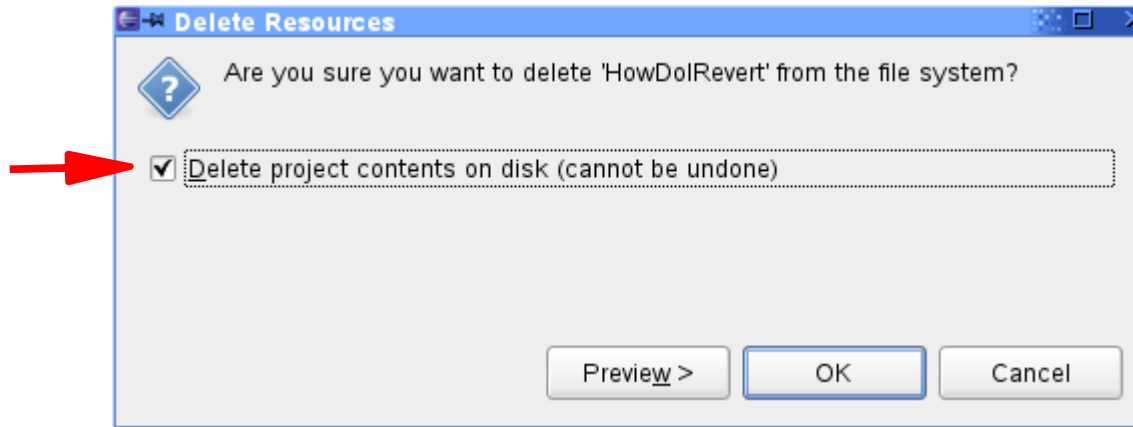 Delete Resources
Are you sure you want to delete 'HowDoIRevert' from the file system?
Delete project contents on disk (cannot be undone)
Preview >
OK
Cancel